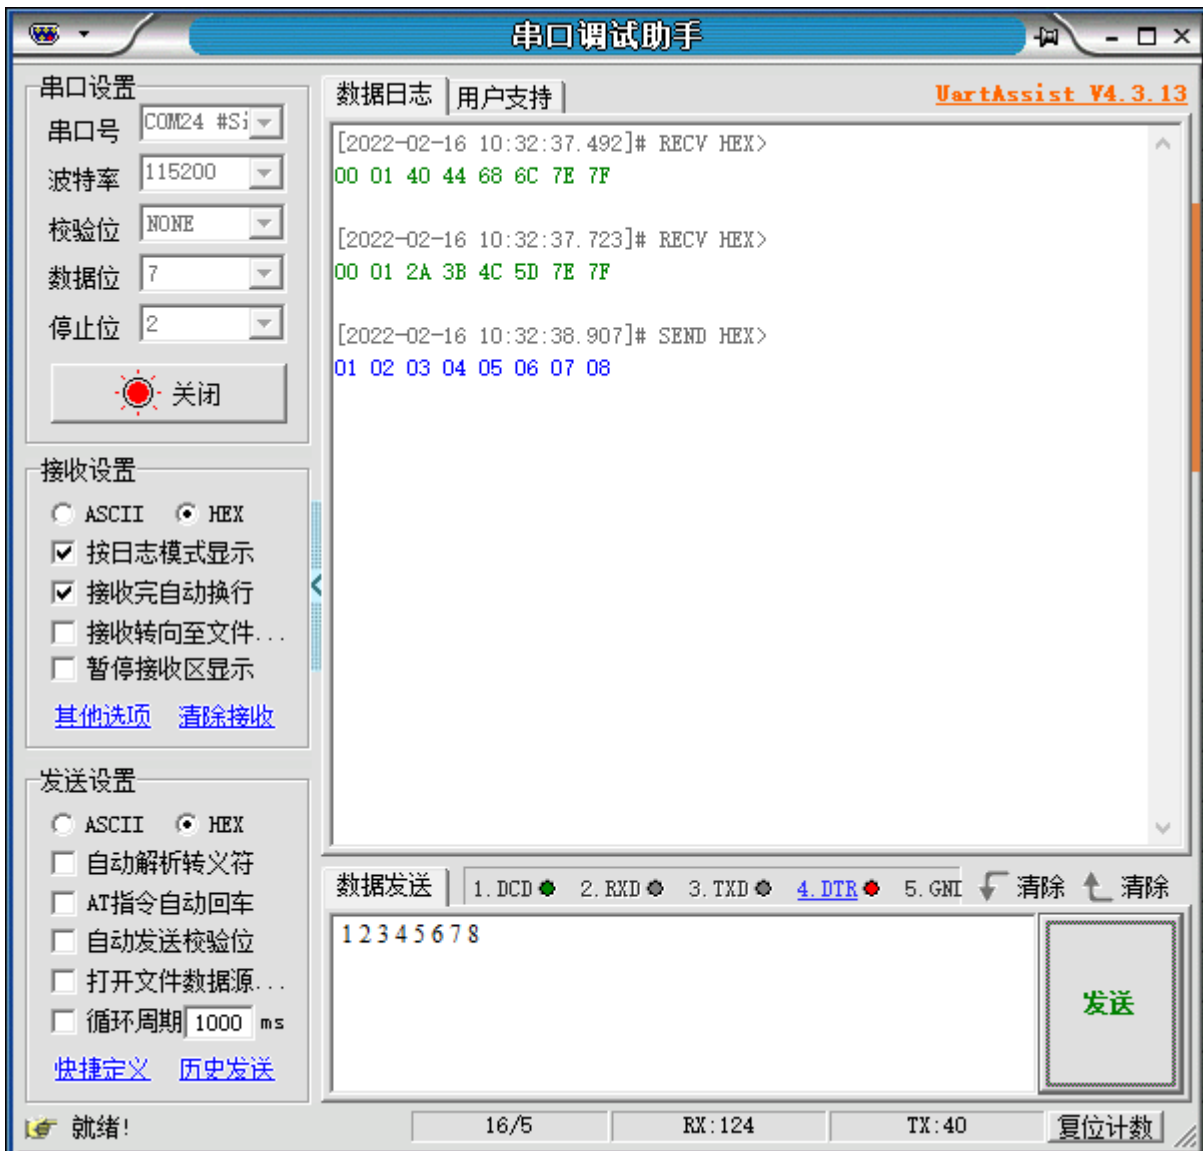 串口调试助手
串口设置
串口号 COM24 #Si
波特率 115200
校验位 NONE
数据位 7
停止位 2
关闭
接收设置
ASCII HEX
按日志模式显示
接收完自动换行
接收转向至文件...
暂停接收区显示
其他选项 清除接收
发送设置
ASCII HEX
自动解析转义符
AT指令自动回车
自动发送校验位
打开文件数据源...
循环周期 1000 ms
快捷定义 历史发送
数据日志 用户支持 UartAssist V4.3.13
[2022-02-16 10:32:37.492]# RECV HEX>
00 01 40 44 68 6C 7E 7F
[2022-02-16 10:32:37.723]# RECV HEX>
00 01 2A 3B 4C 5D 7E 7F
[2022-02-16 10:32:38.907]# SEND HEX>
01 02 03 04 05 06 07 08
数据发送 1.DCD 2.RXD 3.TXD 4.DTR 5.GND 清除 清除
1 2 3 4 5 6 7 8
发送
就绪! 16/5 RX:124 TX:40 复位计数